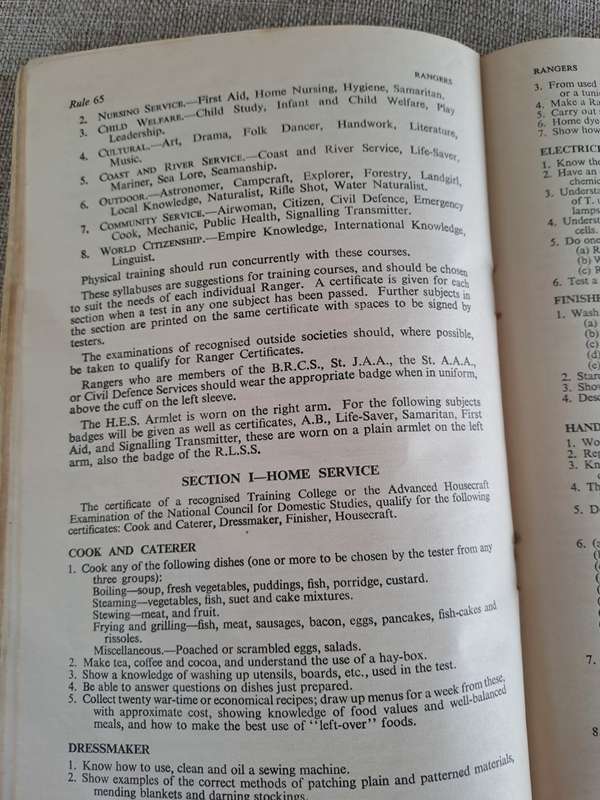 Rule 65
RANGERS
2. NURSING SERVICE.—First Aid, Home Nursing, Hygiene, Samaritan.
3. CHILD WELFARE.—Child Study, Infant and Child Welfare, Play
Leadership.
4. CULTURAL.—Art, Drama, Folk Dancer, Handwork, Literature,
Music.
5. COAST AND RIVER SERVICE.—Coast and River Service, Life-Saver,
Mariner, Sea Lore, Seamanship.
6. OUTDOOR.—Astronomer, Campcraft, Explorer, Forestry, Landgirl,
Local Knowledge, Naturalist, Rifle Shot, Water Naturalist.
7. COMMUNITY SERVICE.—Airwoman, Citizen, Civil Defence, Emergency
Cook, Mechanic, Public Health, Signalling Transmitter.
8. WORLD CITIZENSHIP.—Empire Knowledge, International Knowledge,
Linguist.
Physical training should run concurrently with these courses.
These syllabuses are suggestions for training courses, and should be chosen
to suit the needs of each individual Ranger. A certificate is given for each
section when a test in any one subject has been passed. Further subjects in
the section are printed on the same certificate with spaces to be signed by
testers.
The examinations of recognised outside societies should, where possible,
be taken to qualify for Ranger Certificates.
Rangers who are members of the B.R.C.S., St. J.A.A., the St. A.A.A.,
or Civil Defence Services should wear the appropriate badge when in uniform,
above the cuff on the left sleeve.
The H.E.S. Armlet is worn on the right arm. For the following subjects
badges will be given as well as certificates, A.B., Life-Saver, Samaritan, First
Aid, and Signalling Transmitter, these are worn on a plain armlet on the left
arm, also the badge of the R.L.S.S.
SECTION I—HOME SERVICE
The certificate of a recognised Training College or the Advanced Housecraft
Examination of the National Council for Domestic Studies, qualify for the following
certificates: Cook and Caterer, Dressmaker, Finisher, Housecraft.
COOK AND CATERER
1. Cook any of the following dishes (one or more to be chosen by the tester from any
three groups):
Boiling—soup, fresh vegetables, puddings, fish, porridge, custard.
Steaming—vegetables, fish, suet and cake mixtures.
Stewing—meat, and fruit.
Frying and grilling—fish, meat, sausages, bacon, eggs, pancakes, fish-cakes and
rissoles.
Miscellaneous.—Poached or scrambled eggs, salads.
2. Make tea, coffee and cocoa, and understand the use of a hay-box.
3. Show a knowledge of washing up utensils, boards, etc., used in the test.
4. Be able to answer questions on dishes just prepared.
5. Collect twenty war-time or economical recipes; draw up menus for a week from these,
with approximate cost, showing knowledge of food values and well-balanced
meals, and how to make the best use of "left-over" foods.
DRESSMAKER
1. Know how to use, clean and oil a sewing machine.
2. Show examples of the correct methods of patching plain and patterned materials,
mending blankets and darning stockings.
RANGERS
3. From used
or a tunic
4. Make a Ra
5. Carry out s
6. Home dye
7. Show how
ELECTRIC
1. Know the
2. Have an
chemic
3. Understa
of T. u
lamps
4. Underst
cells.
5. Do one
(a) R
(b) W
(c) R
6. Test a
FINISHE
1. Wash
(a)
(b)
(c)
(d)
(e)
2. Star
3. Show
4. Desc
HAND
1. Wo
2. Rep
3. Kn
4. Th
5. D
6. (
7.
8